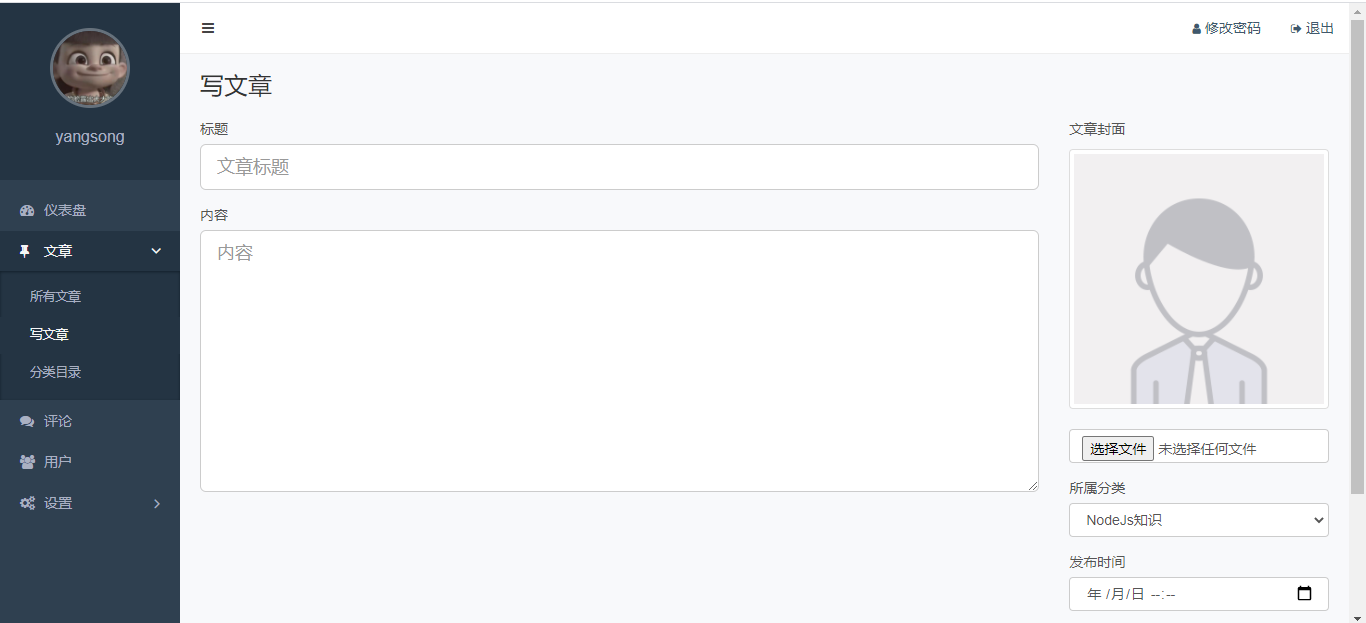 修改密码
退出
yangsong
仪表盘
文章
所有文章
写文章
分类目录
评论
用户
设置
写文章
标题
文章标题
内容
内容
文章封面
选择文件 未选择任何文件
所属分类
NodeJs知识
发布时间
年 /月/日 --:--